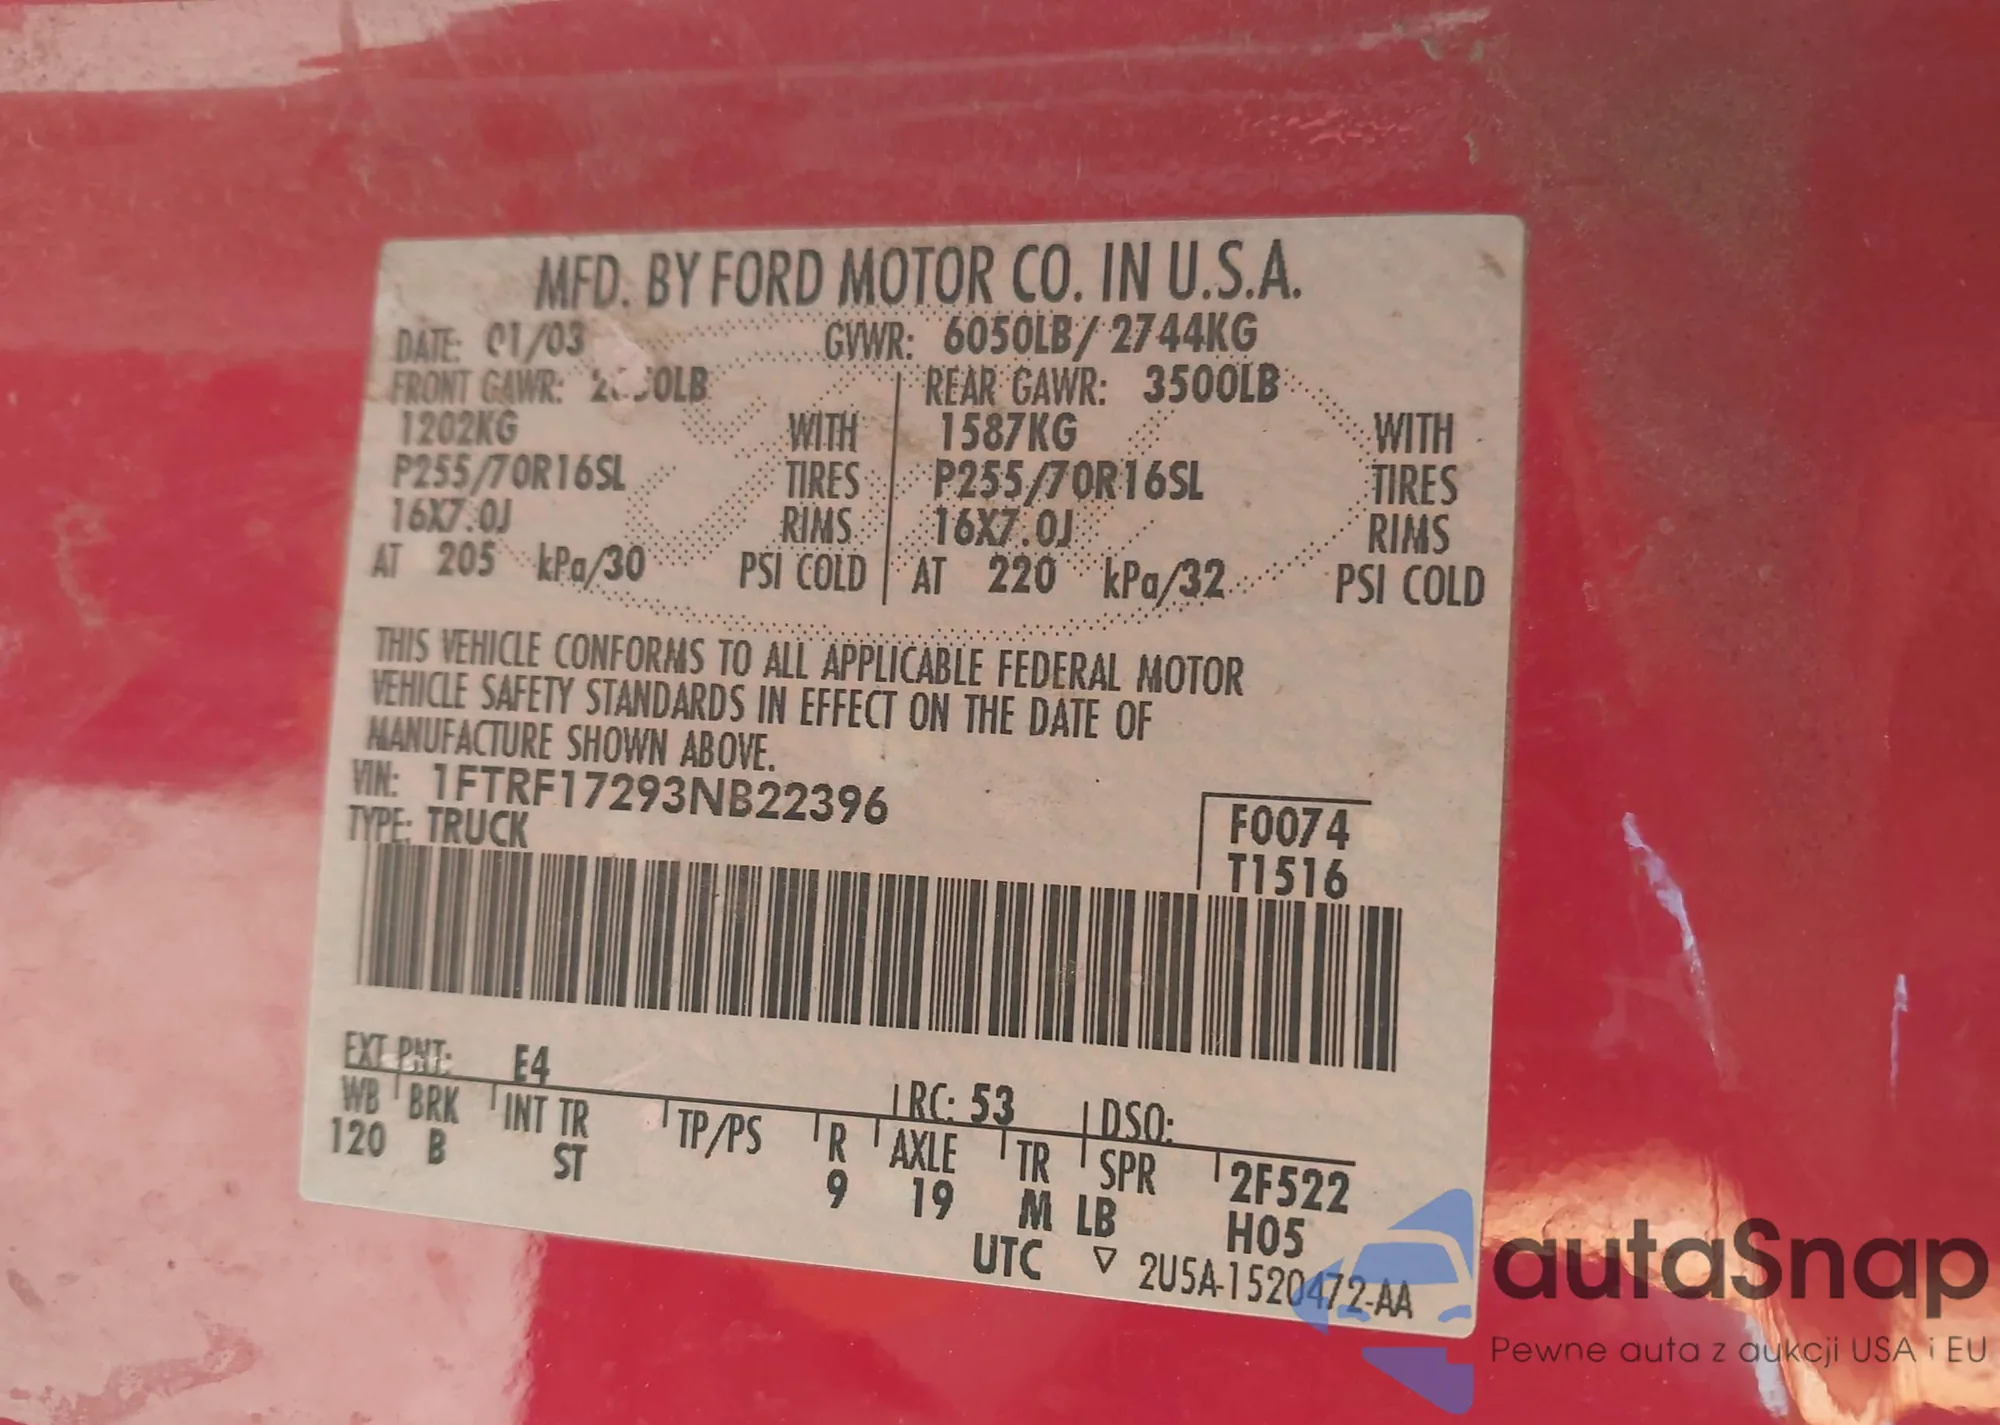 MFD. BY FORD MOTOR CO. IN U.S.A.
DATE: 01/03 GVWR: 6050LB/ 2744KG
FRONT GAWR: REAR GAWR: 3500LB
1202KG WITH 1587KG WITH
P255/70R16SL TIRES P255/70R16SL TIRES
16X7.0J RIMS 16X7.0J RIMS
AT 205 kPa/30 PSI COLD AT 220 kPa/32 PSI COLD
THIS VEHICLE CONFORMS TO ALL APPLICABLE FEDERAL MOTOR
VEHICLE SAFETY STANDARDS IN EFFECT ON THE DATE OF
MANUFACTURE SHOWN ABOVE.
VIN: 1FTRF17293NB22396
TYPE: TRUCK
F0074
T1516
EXT PNT: E4 RC: 53 DSO:
WB BRK INT TR TP/PS R AXLE TR SPR 2F522
120 B ST 9 19 M LB H05
UTC ▽ 2U5A-1520472-AA
autaSnap
Pewne auta z aukcji USA i EU